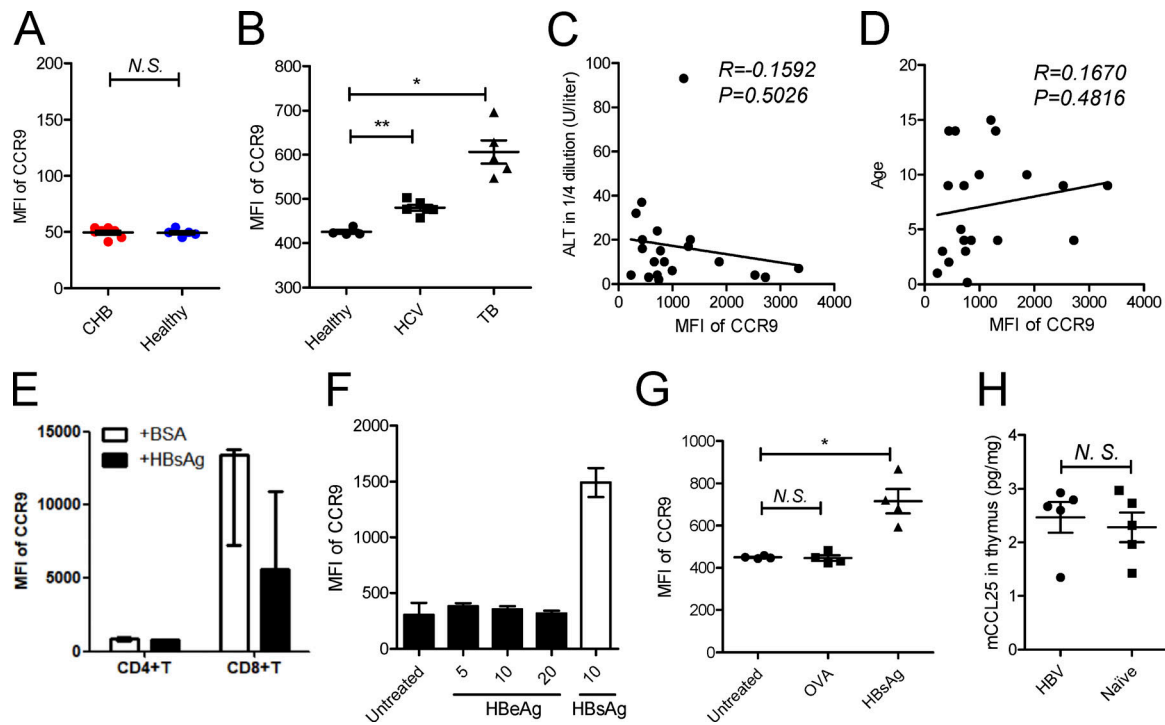 A
MFI of CCR9
200
150
100
50
0
N.S.
CHB
Healthy
B
MFI of CCR9
800
700
600
500
400
300
*
**
Healthy
HCV
TB
C
ALT in 1/4 dilution (U/liter)
100
80
60
40
20
0
R=-0.1592
P=0.5026
0
1000
2000
3000
4000
MFI of CCR9
D
Age
20
15
10
5
0
R=0.1670
P=0.4816
0
1000
2000
3000
4000
MFI of CCR9
E
MFI of CCR9
15000
10000
5000
0
+BSA
+HBsAg
CD4+T
CD8+T
F
MFI of CCR9
2000
1500
1000
500
0
Untreated
5
10
20
10
HBeAg
HBsAg
G
MFI of CCR9
1000
800
600
400
200
0
*
N.S.
Untreated
OVA
HBsAg
H
mCCL25 in thymus (pg/mg)
4
3
2
1
0
N. S.
HBV
Naïve